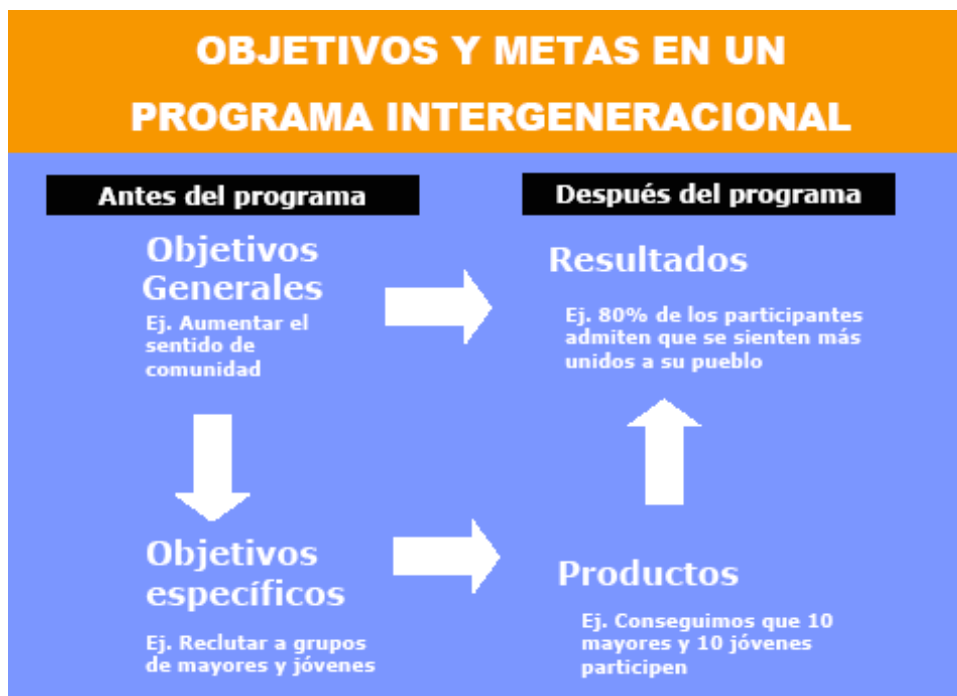 OBJETIVOS Y METAS EN UN
PROGRAMA INTERGENERACIONAL
Antes del programa
Objetivos
Generales
Ej. Aumentar el
sentido de
comunidad
Objetivos
específicos
Ej. Reclutar a grupos
de mayores y jóvenes
Después del programa
Resultados
Ej. 80% de los participantes
admiten que se sienten más
unidos a su pueblo
Productos
Ej. Conseguimos que 10
mayores y 10 jóvenes
participen